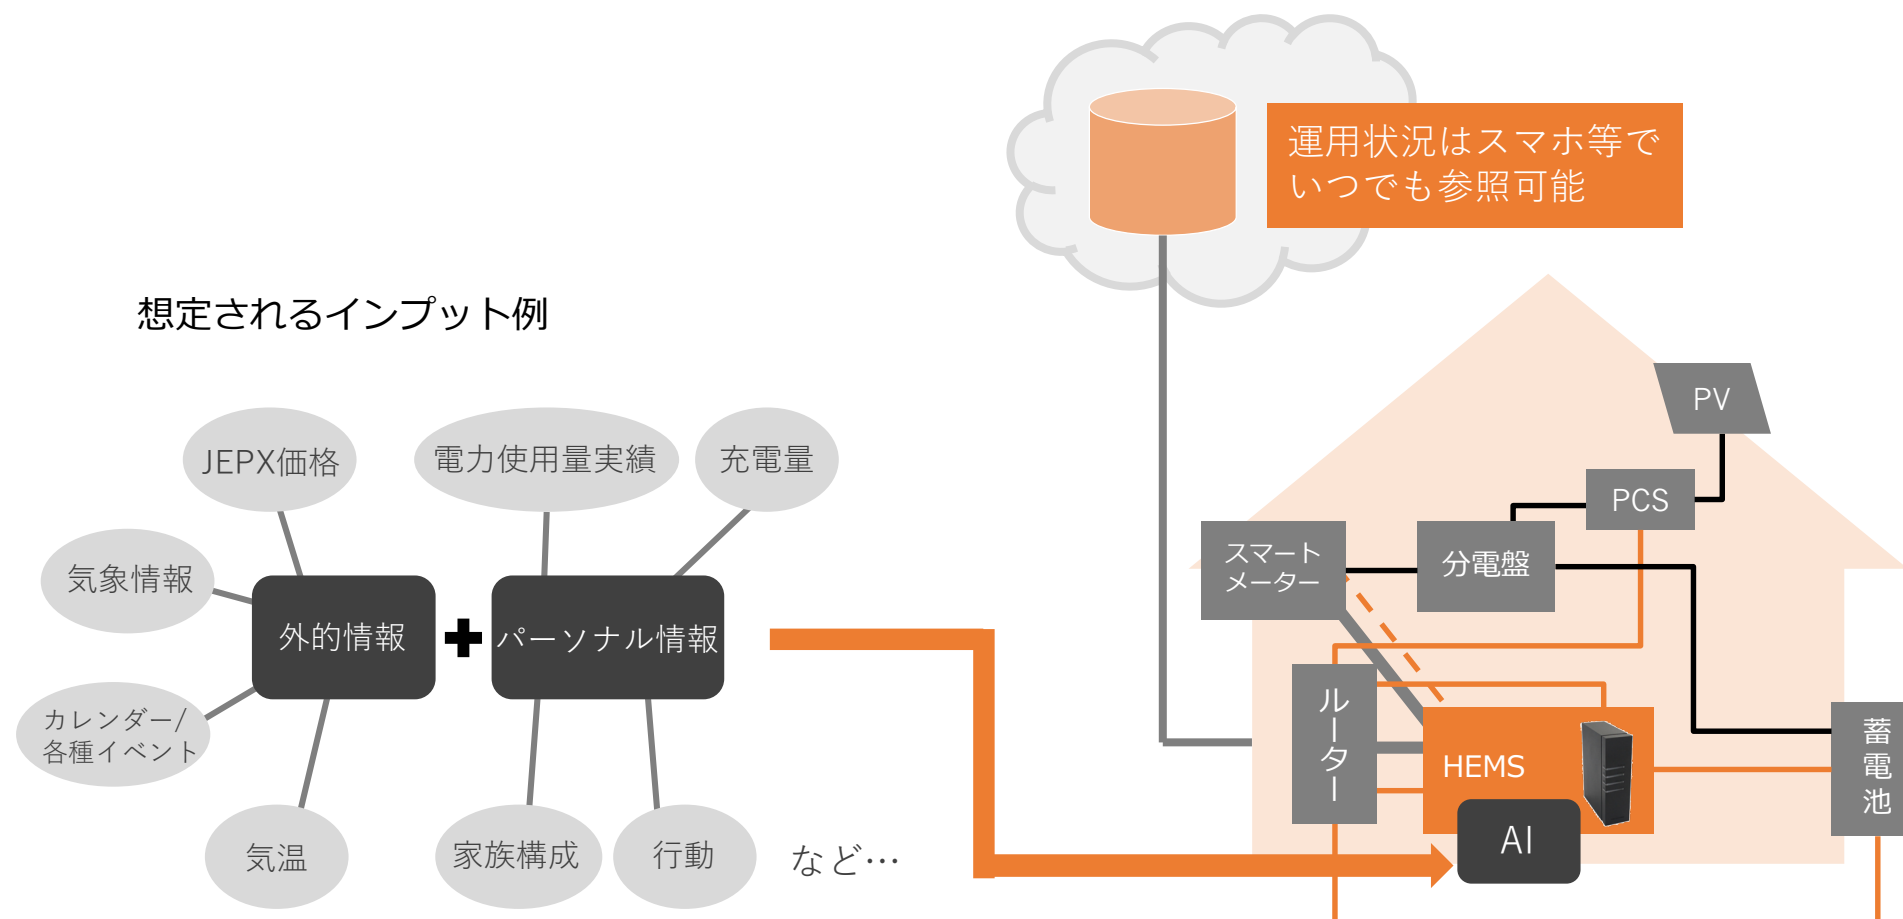 運用状況はスマホ等で
いつでも参照可能
想定されるインプット例
JEPX価格
電力使用量実績
充電量
気象情報
外的情報
パーソナル情報
カレンダー/
各種イベント
気温
家族構成
行動
など…
PV
PCS
スマート
メーター
分電盤
ルーター
HEMS
AI
蓄電池